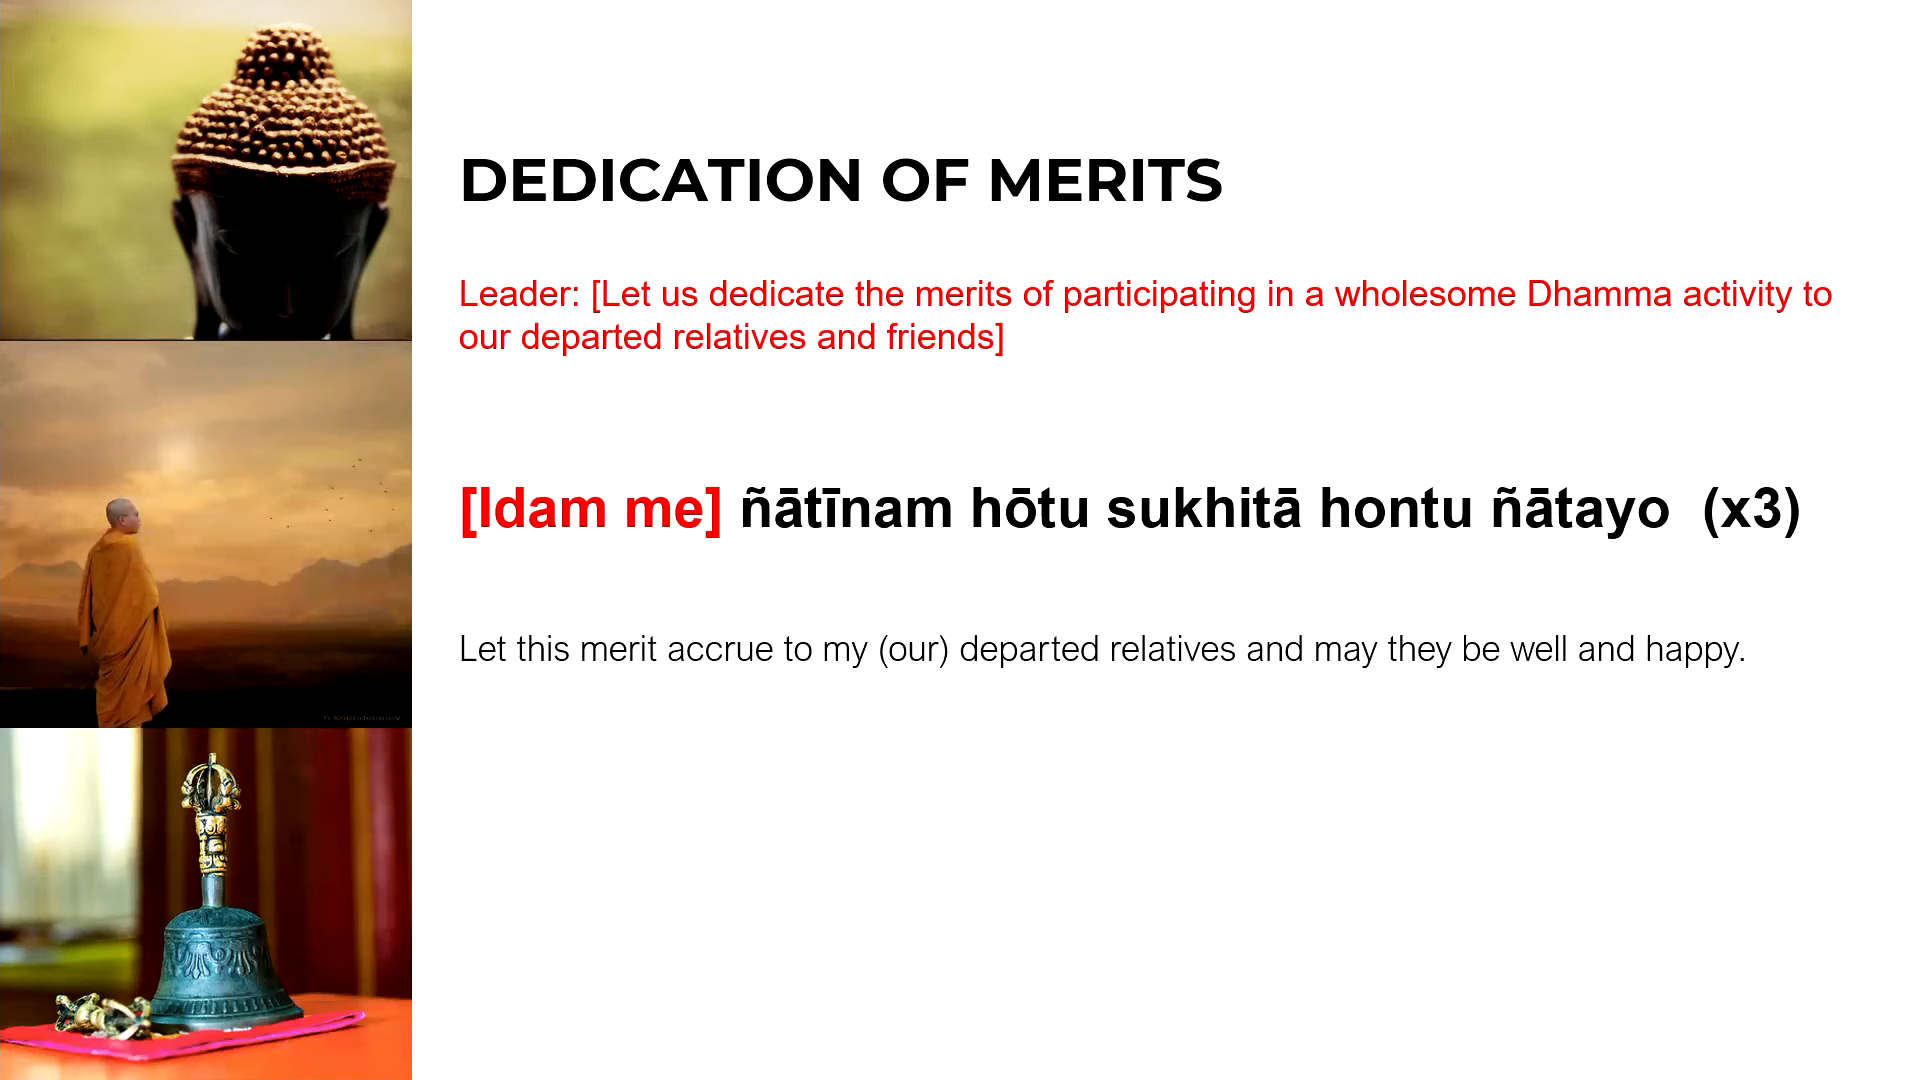 DEDICATION OF MERITS
Leader: [Let us dedicate the merits of participating in a wholesome Dhamma activity to
our departed relatives and friends]
[Idam me] ñātīnam hōtu sukhitā hontu ñātayo (x3)
Let this merit accrue to my (our) departed relatives and may they be well and happy.